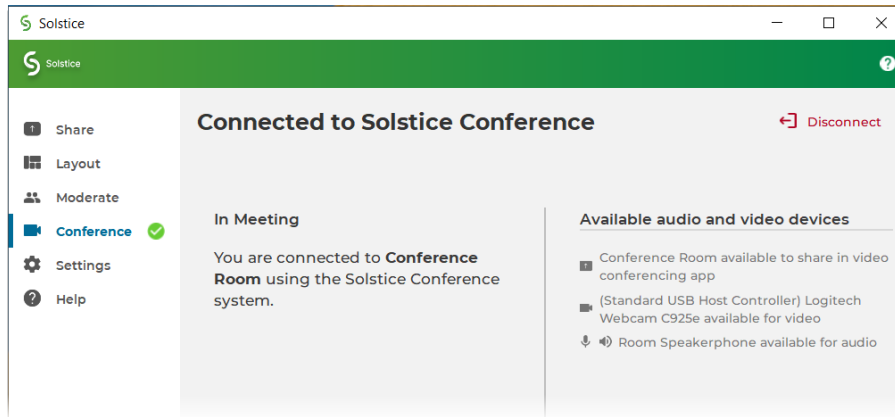 Solstice
Solstice
Share
Layout
Moderate
Conference
Settings
Help
Connected to Solstice Conference
Disconnect
In Meeting
You are connected to Conference
Room using the Solstice Conference
system.
Available audio and video devices
Conference Room available to share in video
conferencing app
(Standard USB Host Controller) Logitech
Webcam C925e available for video
Room Speakerphone available for audio